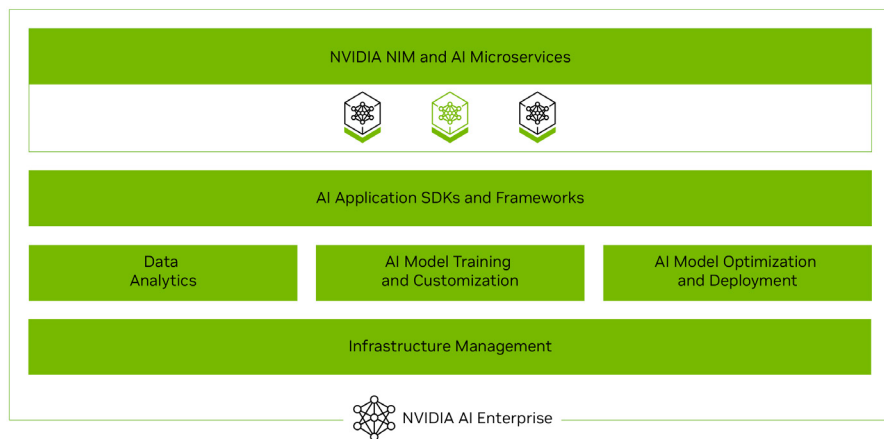 NVIDIA NIM and AI Microservices
AI Application SDKs and Frameworks
Data
Analytics
AI Model Training
and Customization
AI Model Optimization
and Deployment
Infrastructure Management
NVIDIA AI Enterprise